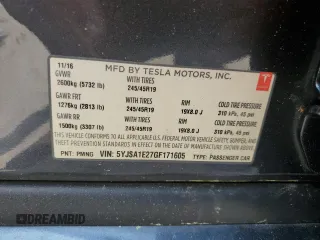 11/16
MFD BY TESLA MOTORS, INC.
GVWR
2600kg (5732 lb)
WITH TIRES
245/45R19
GAWR FRT
1276kg (2813 lb)
WITH TIRES
245/45R19
RIM
19X8.0 J
COLD TIRE PRESSURE
310 kPa, 45 psi
GAWR RR
1500kg (3307 lb)
WITH TIRES
245/45R19
RIM
19X8.0 J
COLD TIRE PRESSURE
310 kPa, 45 psi
THIS VEHICLE CONFORMS TO ALL APPLICABLE FEDERAL MOTOR VEHICLE SAFETY, BUMPER,
AND THEFT PREVENTION STANDARDS IN EFFECT ON THE DATE OF MANUFACTURE SHOWN ABOVE.
PNT: PMNG
VIN: 5YJSA1E27GF171605
TYPE: PASSENGER CAR
DREAMBID